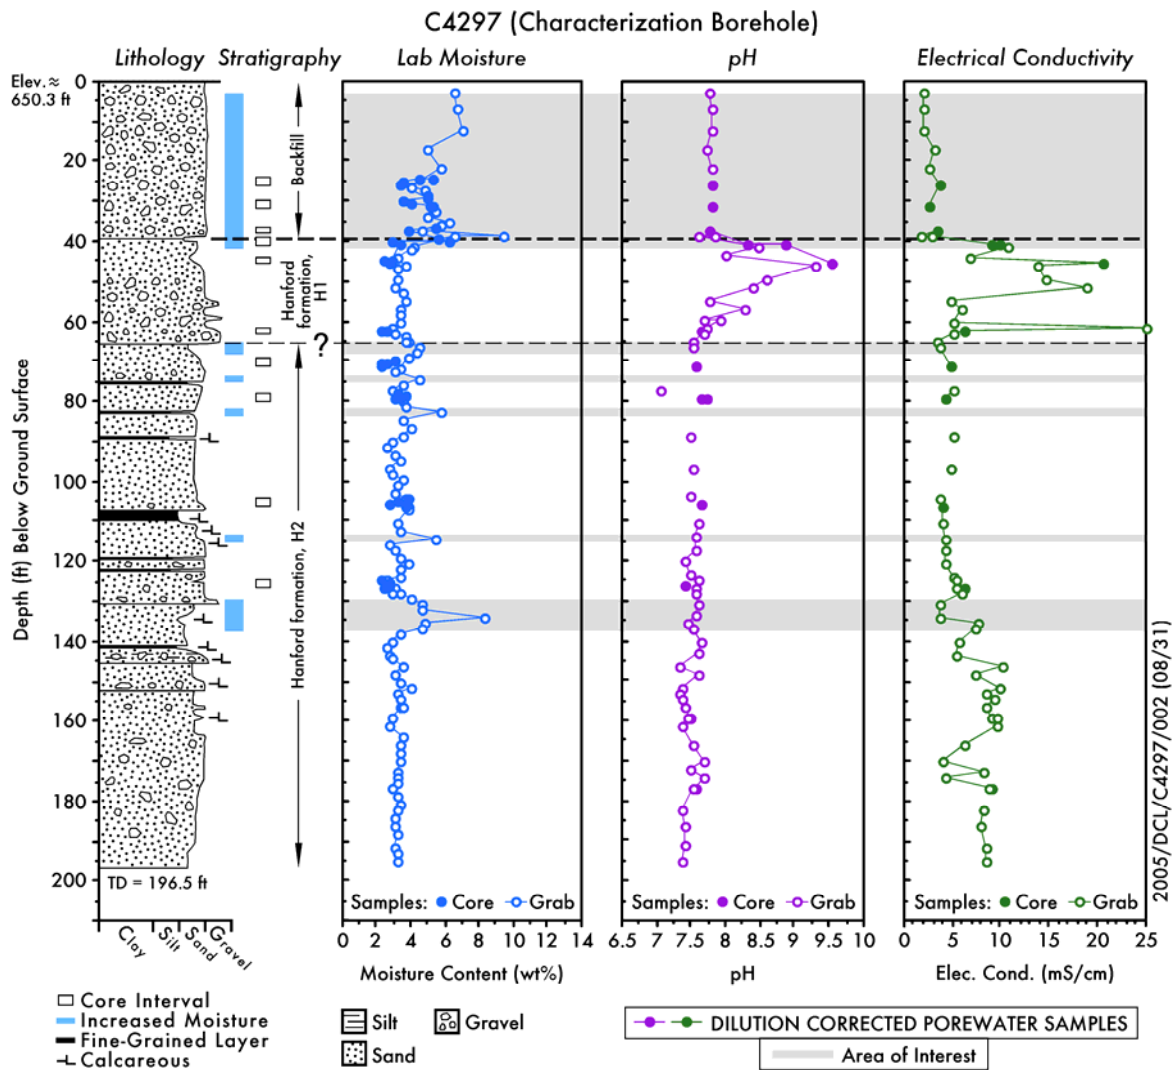 C4297 (Characterization Borehole)
Lithology Stratigraphy Lab Moisture pH Electrical Conductivity
Elev. ≈
650.3 ft
0
20
40
60
80
100
120
140
160
180
200
Depth (ft) Below Ground Surface
Backfill
Hanford formation,
H1
?
Hanford formation, H2
TD = 196.5 ft
Clay Silt Sand Gravel
Samples: Core Grab
Samples: Core Grab
Samples: Core Grab
0 2 4 6 8 10 12 14
6.5 7 7.5 8 8.5 9 9.5 10
0 5 10 15 20 25
Moisture Content (wt%)
pH
Elec. Cond. (mS/cm)
2005/DCL/C4297/002 (08/31)
Core Interval
Increased Moisture
Fine-Grained Layer
Calcareous
Silt Gravel
Sand
DILUTION CORRECTED POREWATER SAMPLES
Area of Interest